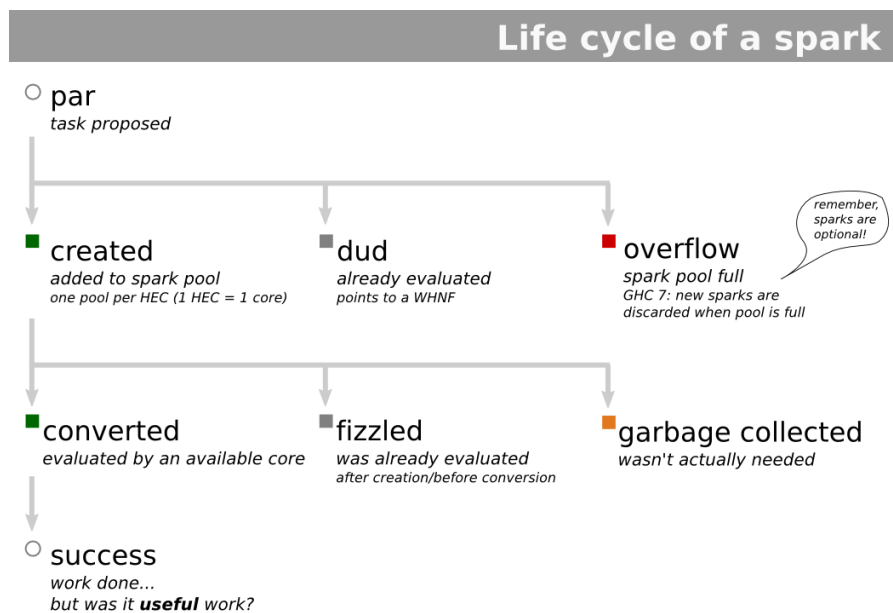 Life cycle of a spark
par
task proposed
created
added to spark pool
one pool per HEC (1 HEC = 1 core)
dud
already evaluated
points to a WHNF
overflow
spark pool full
GHC 7: new sparks are
discarded when pool is full
remember,
sparks are
optional!
converted
evaluated by an available core
fizzled
was already evaluated
after creation/before conversion
garbage collected
wasn't actually needed
success
work done...
but was it useful work?